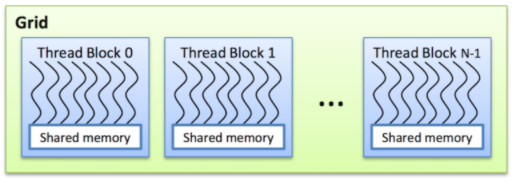 Grid
Thread Block 0
Thread Block 1
Thread Block N-1
...
Shared memory
Shared memory
Shared memory